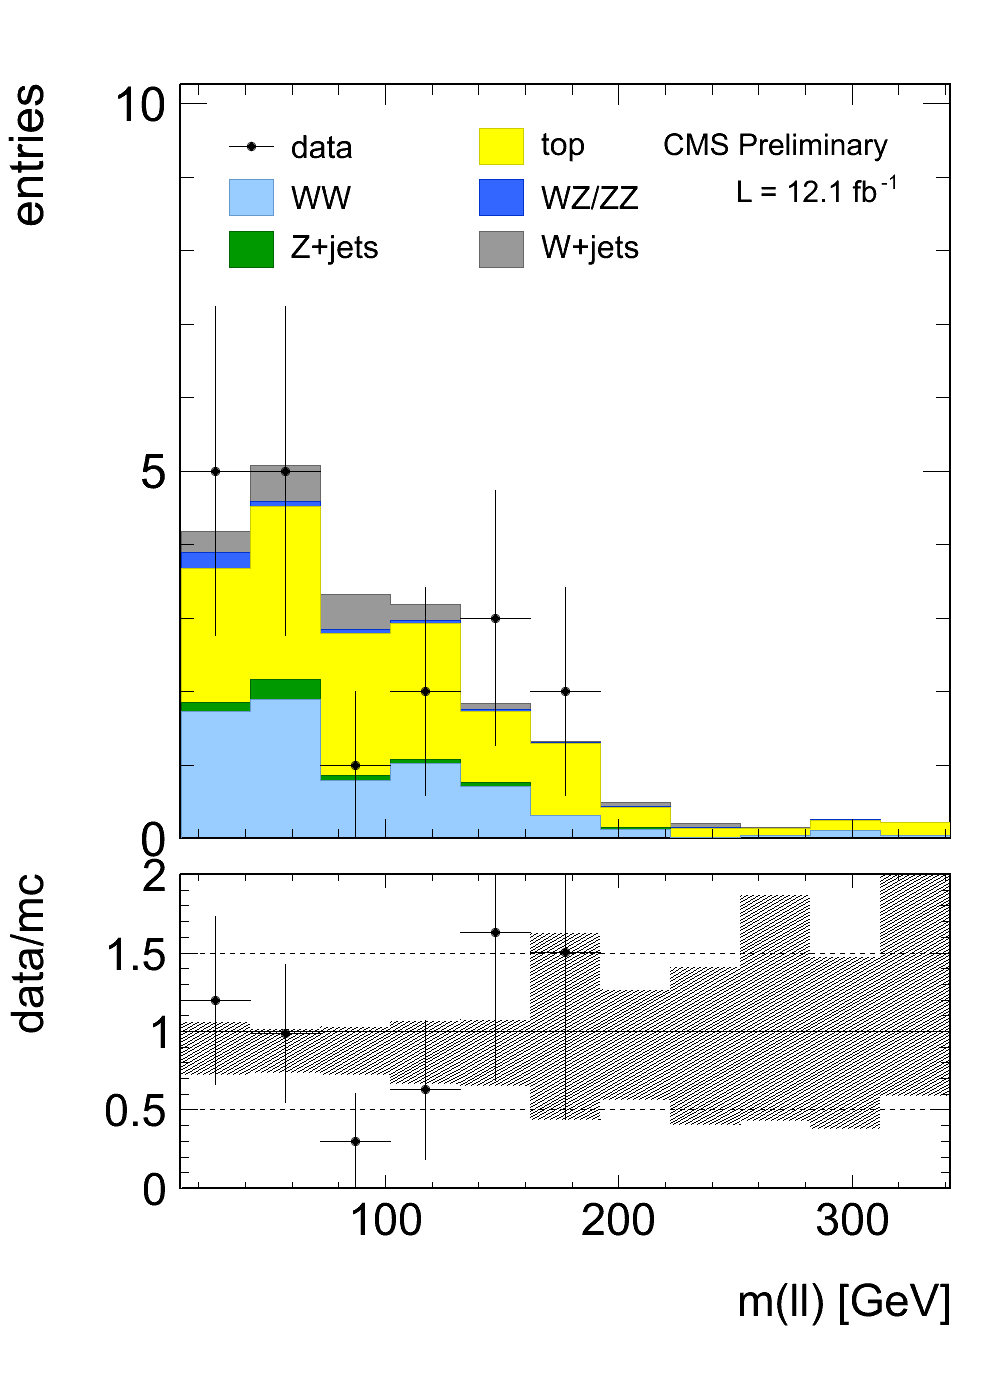 entries
10
5
0
data
top
CMS Preliminary
WW
WZ/ZZ
L = 12.1 fb⁻¹
Z+jets
W+jets
data/mc
2
1.5
1
0.5
0
100
200
300
m(ll) [GeV]